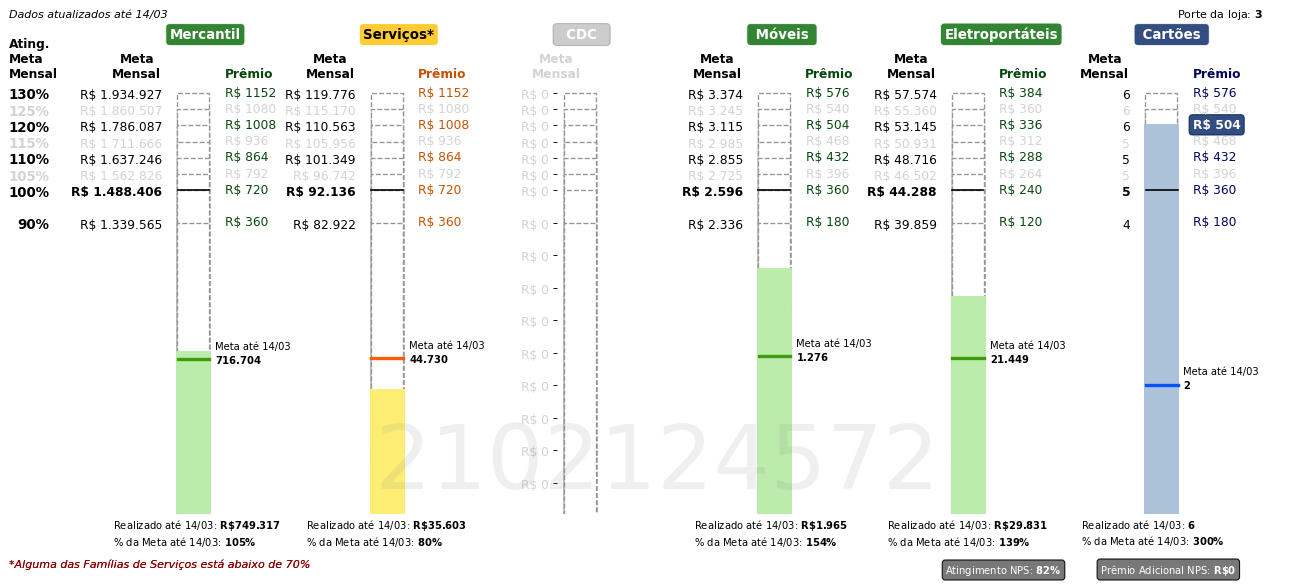 Dados atualizados até 14/03
Porte da loja: 3
Mercantil Serviços* CDC Móveis Eletroportáteis Cartões
Ating. Meta Mensal
Meta Mensal Prêmio Meta Mensal Prêmio Meta Mensal Meta Mensal Prêmio Meta Mensal Prêmio Meta Mensal Prêmio
130% R$ 1.934.927 R$ 1152 R$ 119.776 R$ 1152 R$ 0 R$ 3.374 R$ 576 R$ 57.574 R$ 384 6 R$ 576
125% R$ 1.860.507 R$ 1080 R$ 115.170 R$ 1080 R$ 0 R$ 3.245 R$ 540 R$ 55.360 R$ 360 6 R$ 540
120% R$ 1.786.087 R$ 1008 R$ 110.563 R$ 1008 R$ 0 R$ 3.115 R$ 504 R$ 53.145 R$ 336 6 R$ 504
115% R$ 1.711.666 R$ 936 R$ 105.956 R$ 936 R$ 0 R$ 2.985 R$ 468 R$ 50.931 R$ 312 5 R$ 468
110% R$ 1.637.246 R$ 864 R$ 101.349 R$ 864 R$ 0 R$ 2.855 R$ 432 R$ 48.716 R$ 288 5 R$ 432
105% R$ 1.562.826 R$ 792 R$ 96.742 R$ 792 R$ 0 R$ 2.725 R$ 396 R$ 46.502 R$ 264 5 R$ 396
100% R$ 1.488.406 R$ 720 R$ 92.136 R$ 720 R$ 0 R$ 2.596 R$ 360 R$ 44.288 R$ 240 5 R$ 360
90% R$ 1.339.565 R$ 360 R$ 82.922 R$ 360 R$ 0 R$ 2.336 R$ 180 R$ 39.859 R$ 120 4 R$ 180
R$ 0
R$ 0
R$ 0
R$ 0
R$ 0
R$ 0
R$ 0
R$ 0
Meta até 14/03
716.704
Meta até 14/03
44.730
Meta até 14/03
1.276
Meta até 14/03
21.449
Meta até 14/03
2
2102124572
Realizado até 14/03: R$749.317 Realizado até 14/03: R$35.603 Realizado até 14/03: R$1.965 Realizado até 14/03: R$29.831 Realizado até 14/03: 6
% da Meta até 14/03: 105% % da Meta até 14/03: 80% % da Meta até 14/03: 154% % da Meta até 14/03: 139% % da Meta até 14/03: 300%
*Alguma das Famílias de Serviços está abaixo de 70%
Atingimento NPS: 82% Prêmio Adicional NPS: R$0